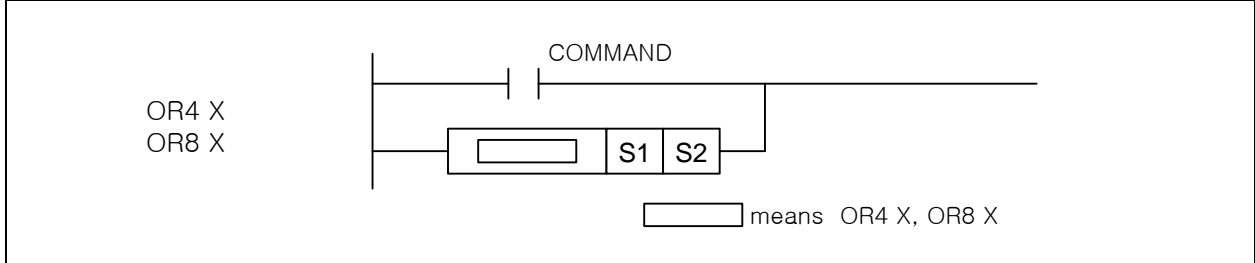 COMMAND
OR4 X
OR8 X
S1 S2
means OR4 X, OR8 X